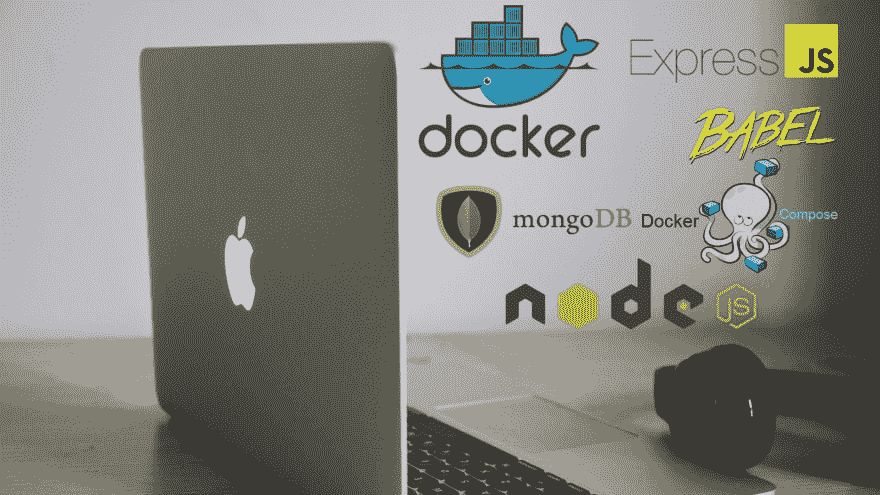 Express JS
docker
BABEL
mongoDB
Docker Compose
node
JS